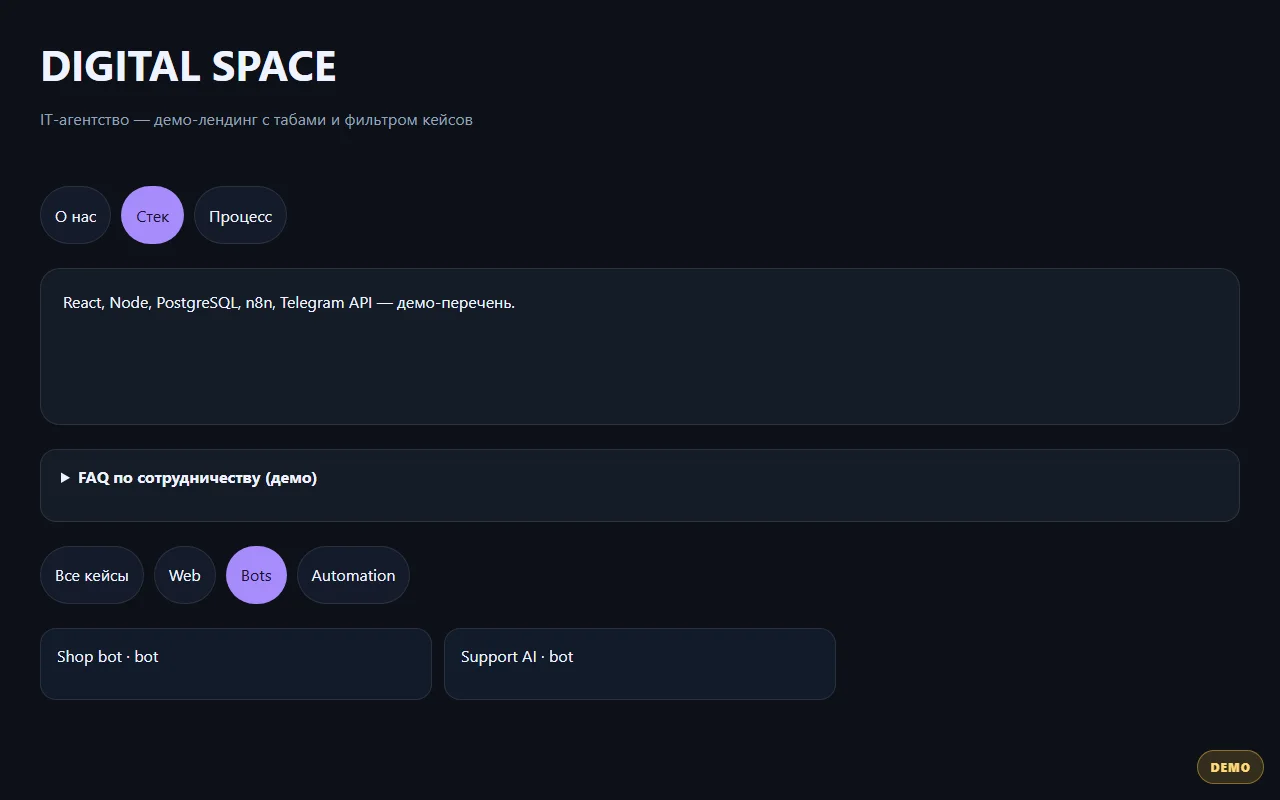 DIGITAL SPACE
IT-агентство — демо-лендинг с табами и фильтром кейсов
О нас
Стек
Процесс
React, Node, PostgreSQL, n8n, Telegram API — демо-перечень.
FAQ по сотрудничеству (демо)
Все кейсы
Web
Bots
Automation
Shop bot · bot
Support AI · bot
DEMO